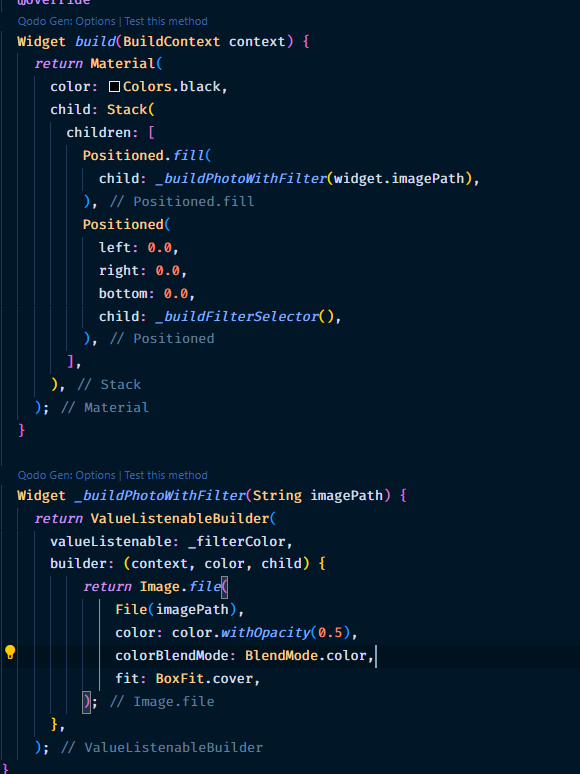 @override
Qodo Gen: Options | Test this method
Widget build(BuildContext context) {
return Material(
color: Colors.black,
child: Stack(
children: [
Positioned.fill(
child: _buildPhotoWithFilter(widget.imagePath),
), // Positioned.fill
Positioned(
left: 0.0,
right: 0.0,
bottom: 0.0,
child: _buildFilterSelector(),
), // Positioned
],
), // Stack
); // Material
}
Qodo Gen: Options | Test this method
Widget _buildPhotoWithFilter(String imagePath) {
return ValueListenableBuilder(
valueListenable: _filterColor,
builder: (context, color, child) {
return Image.file(
File(imagePath),
color: color.withOpacity(0.5),
colorBlendMode: BlendMode.color,
fit: BoxFit.cover,
); // Image.file
},
); // ValueListenableBuilder
}